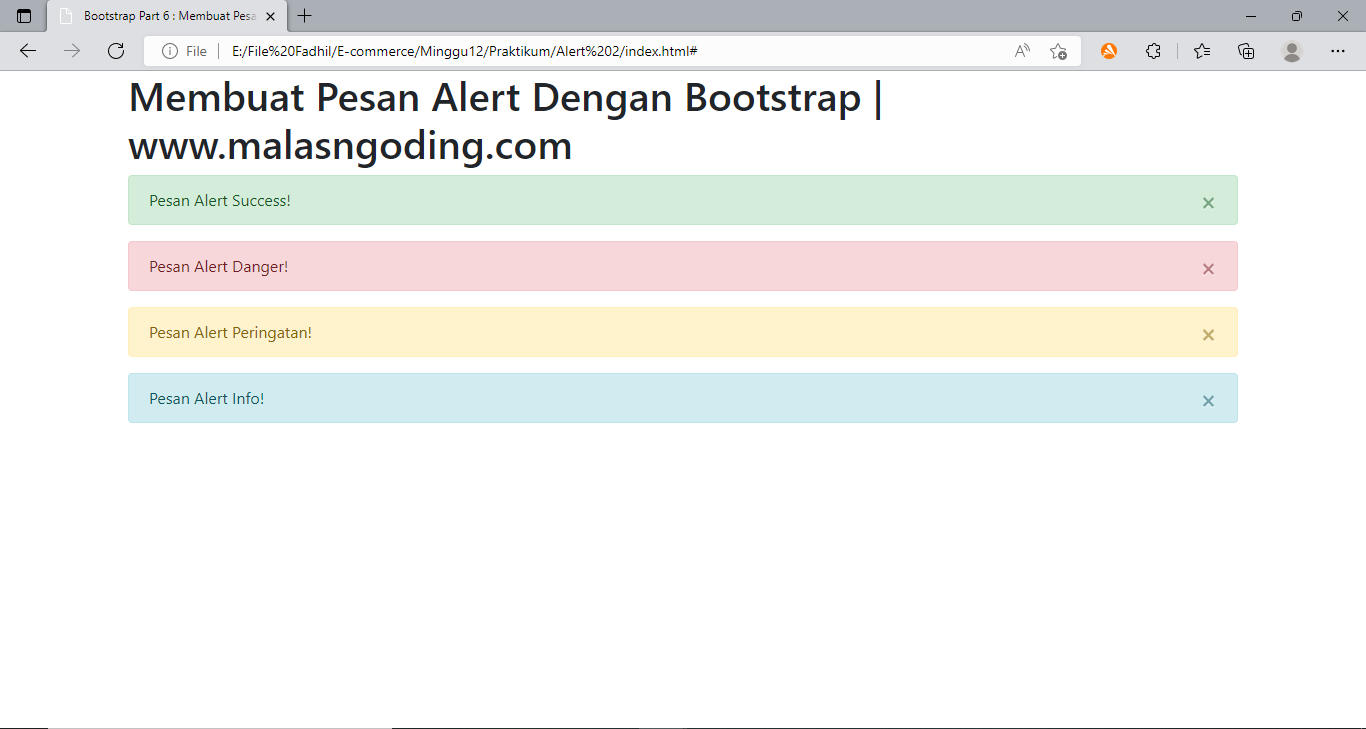 Bootstrap Part 6 : Membuat Pesa
File
E:/File%20Fadhil/E-commerce/Minggu12/Praktikum/Alert%202/index.html#
Membuat Pesan Alert Dengan Bootstrap |
www.malasngoding.com
Pesan Alert Success!
×
Pesan Alert Danger!
×
Pesan Alert Peringatan!
×
Pesan Alert Info!
×